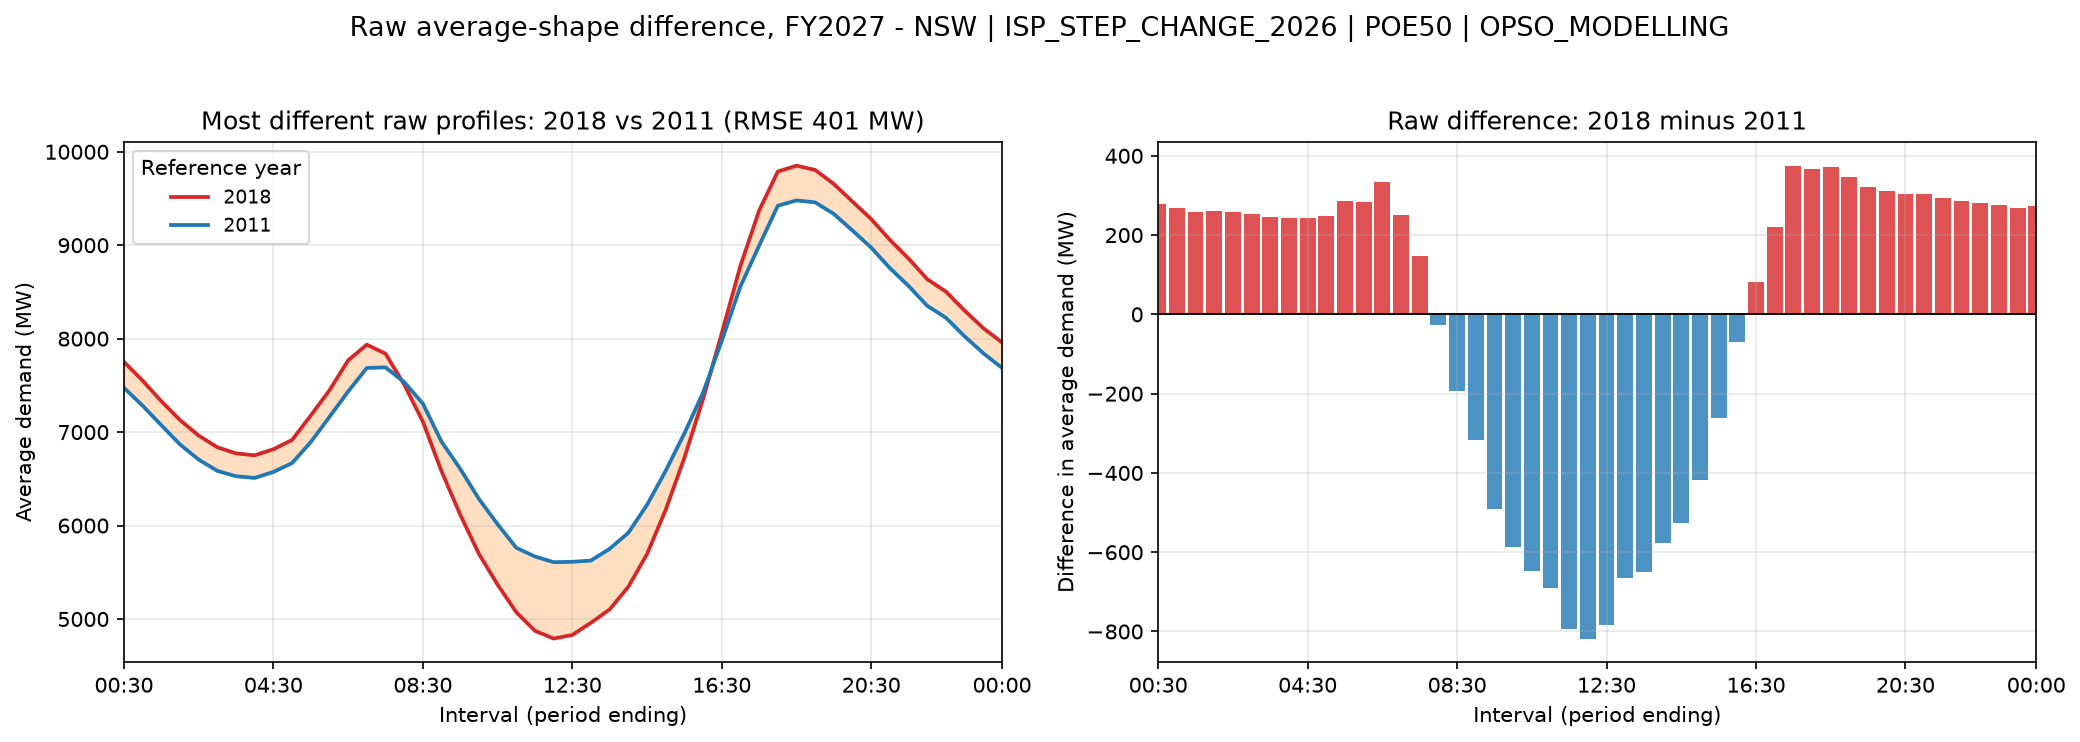 Raw average-shape difference, FY2027 - NSW | ISP_STEP_CHANGE_2026 | POE50 | OPSO_MODELLING
Most different raw profiles: 2018 vs 2011 (RMSE 401 MW)
Average demand (MW)
10000
9000
8000
7000
6000
5000
Reference year
2018
2011
00:30 04:30 08:30 12:30 16:30 20:30 00:00
Interval (period ending)
Raw difference: 2018 minus 2011
Difference in average demand (MW)
400
200
0
−200
−400
−600
−800
00:30 04:30 08:30 12:30 16:30 20:30 00:00
Interval (period ending)